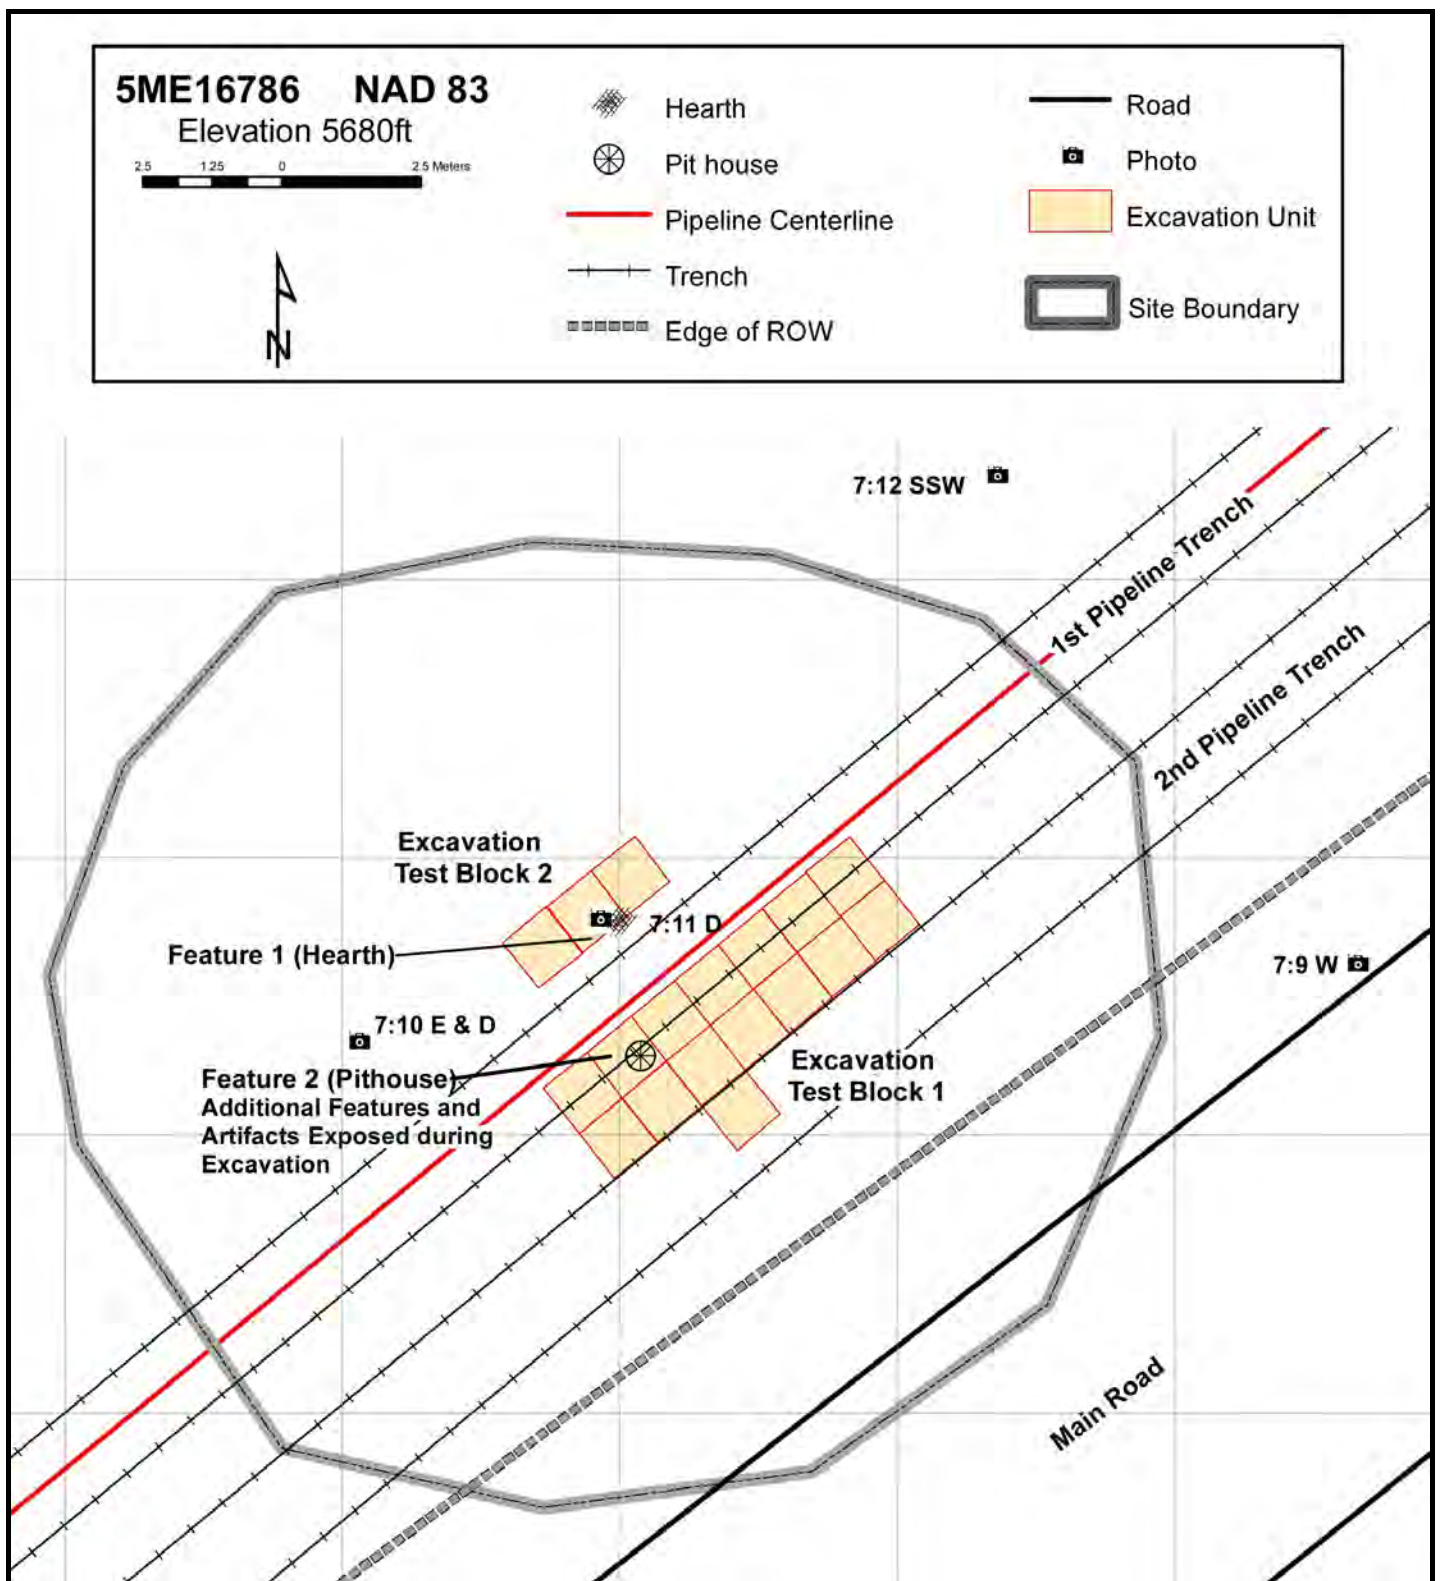 5ME16786 NAD 83
Elevation 5680ft
2.5 1.25 0 2.5 Meters
N
Hearth
Pit house
Pipeline Centerline
Trench
Edge of ROW
Road
Photo
Excavation Unit
Site Boundary
7:12 SSW
1st Pipeline Trench
2nd Pipeline Trench
Excavation
Test Block 2
7:11 D
Feature 1 (Hearth)
7:9 W
7:10 E & D
Feature 2 (Pithouse)
Additional Features and
Artifacts Exposed during
Excavation
Excavation
Test Block 1
Main Road